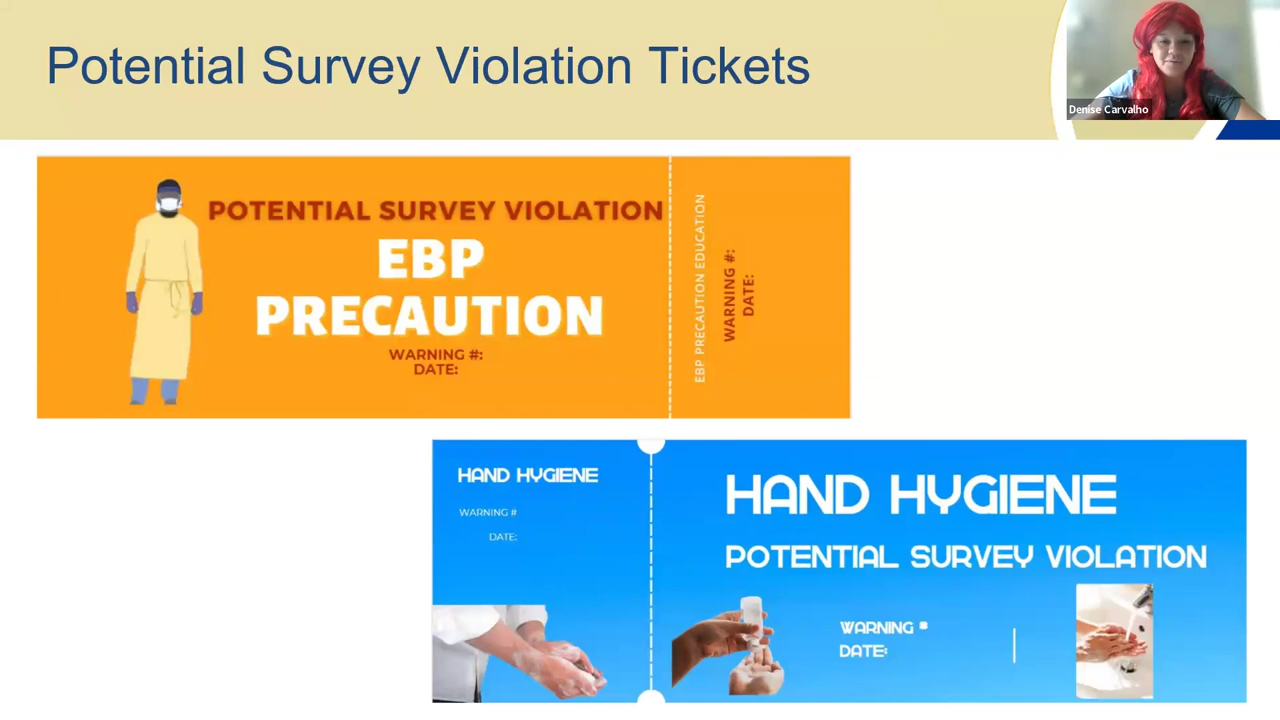 Potential Survey Violation Tickets
Denise Carvalho
POTENTIAL SURVEY VIOLATION
EBP
PRECAUTION
WARNING #:
DATE:
EBP PRECAUTION EDUCATION
WARNING #:
DATE:
HAND HYGIENE
WARNING #
DATE:
HAND HYGIENE
POTENTIAL SURVEY VIOLATION
WARNING #
DATE: